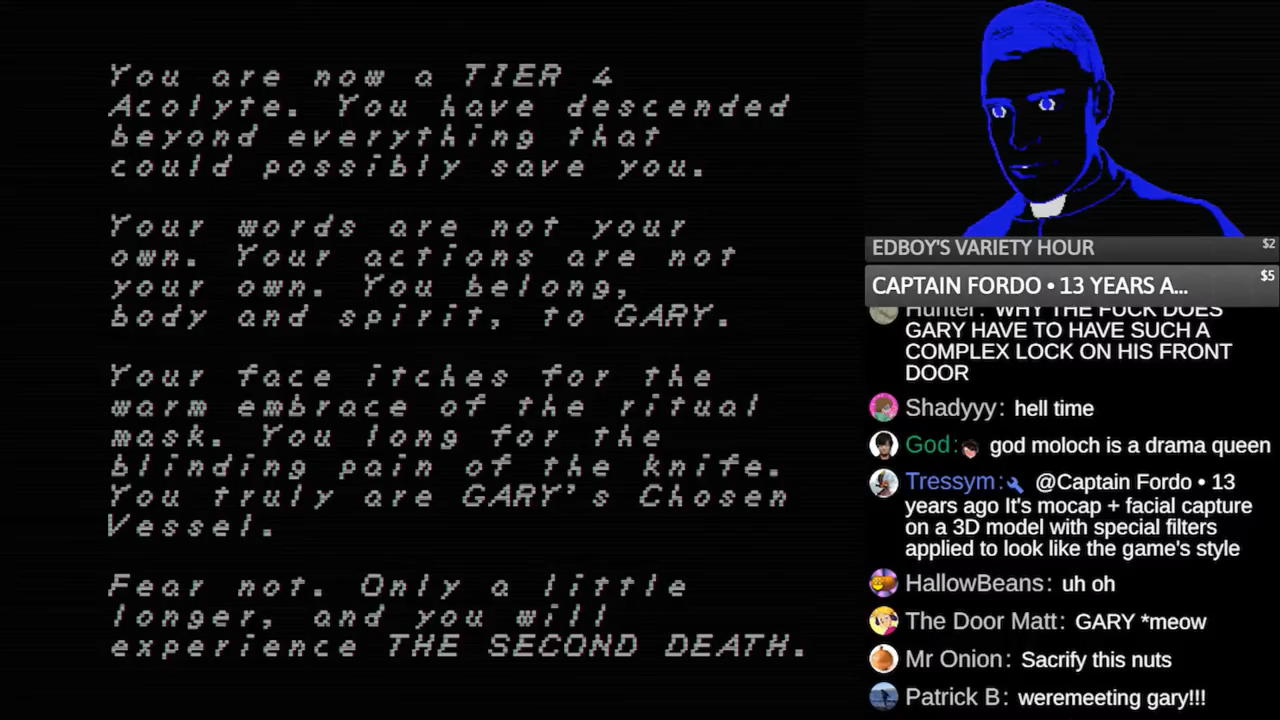 You are now a TIER 4
Acolyte. You have descended
beyond everything that
could possibly save you.
Your words are not your
own. Your actions are not
your own. You belong,
body and spirit, to GARY.
Your face itches for the
warm embrace of the ritual
mask. You long for the
blinding pain of the knife.
You truly are GARY's Chosen
Vessel.
Fear not. Only a little
longer, and you will
experience THE SECOND DEATH.
EDBOY'S VARIETY HOUR $2
CAPTAIN FORDO • 13 YEARS A... $5
Hunter: WHY THE FUCK DOES
GARY HAVE TO HAVE SUCH A
COMPLEX LOCK ON HIS FRONT
DOOR
Shadyyy: hell time
God: god moloch is a drama queen
Tressym: @Captain Fordo • 13
years ago It's mocap + facial capture
on a 3D model with special filters
applied to look like the game's style
HallowBeans: uh oh
The Door Matt: GARY *meow
Mr Onion: Sacrify this nuts
Patrick B: weremeeting gary!!!